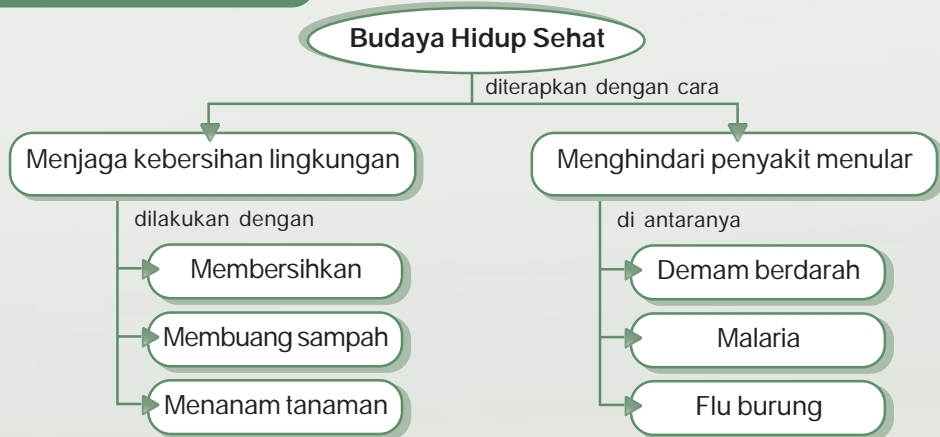 Budaya Hidup Sehat
diterapkan dengan cara
Menjaga kebersihan lingkungan
dilakukan dengan
Membersihkan
Membuang sampah
Menanam tanaman
Menghindari penyakit menular
di antaranya
Demam berdarah
Malaria
Flu burung